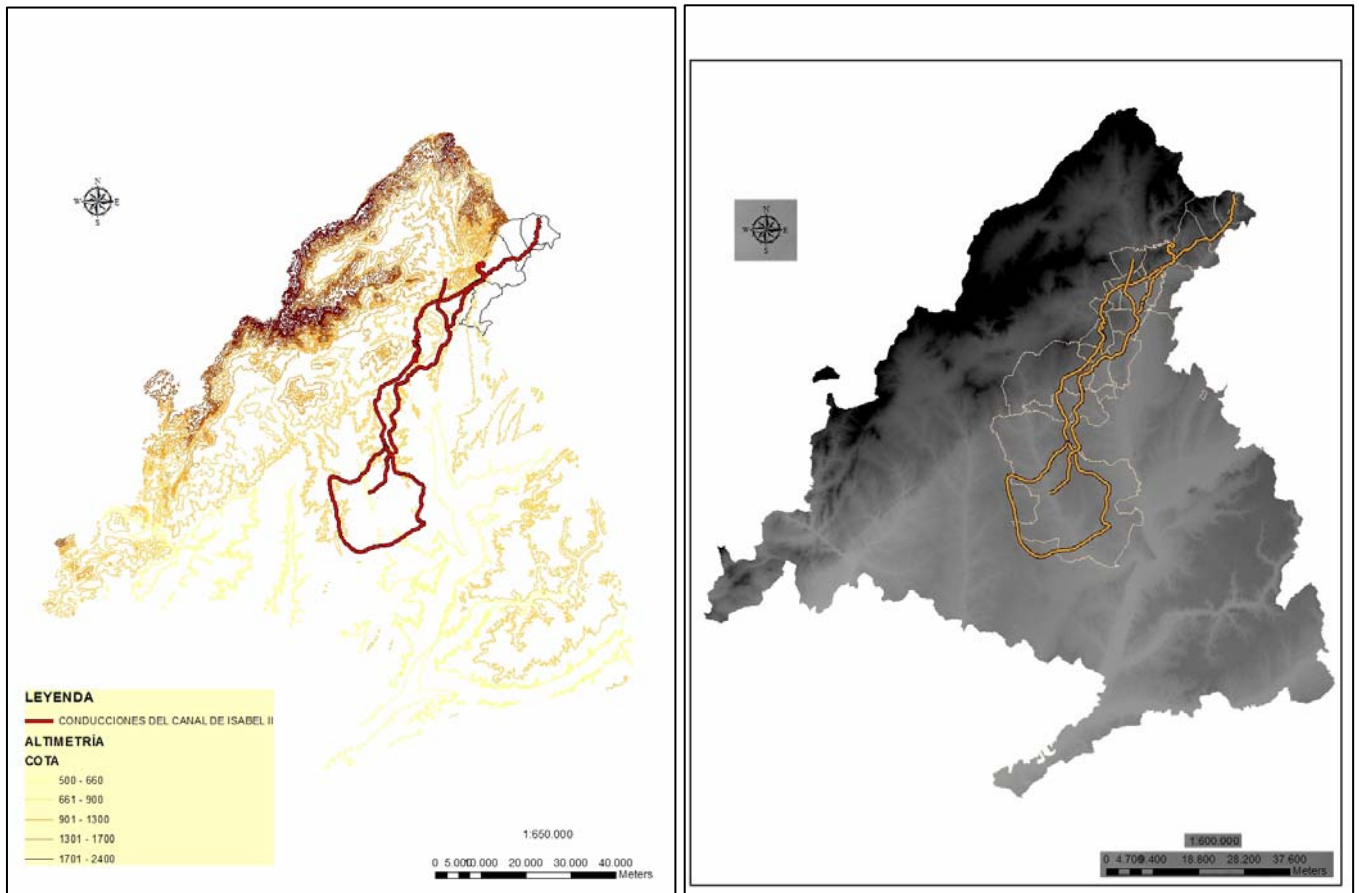 N
W E
S
LEYENDA
CONDUCCIONES DEL CANAL DE ISABEL II
ALTIMETRÍA
COTA
500 - 660
661 - 900
901 - 1300
1301 - 1700
1701 - 2400
1:650.000
0 5.000 10.000 20.000 30.000 40.000
Meters
N
W E
S
1:600.000
0 4.700 9.400 18.800 28.200 37.600
Meters